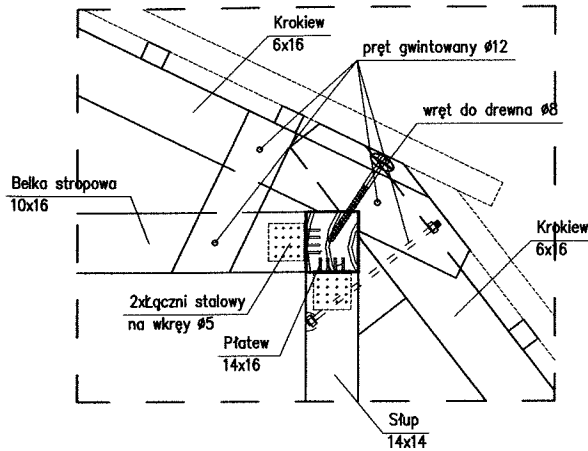 Krokiew
6x16
pręt gwintowany ø12
wręt do drewna ø8
Belka stropowa
10x16
Krokiew
6x16
2xŁączni stalowy
na wkręy ø5
Płatew
14x16
Słup
14x14